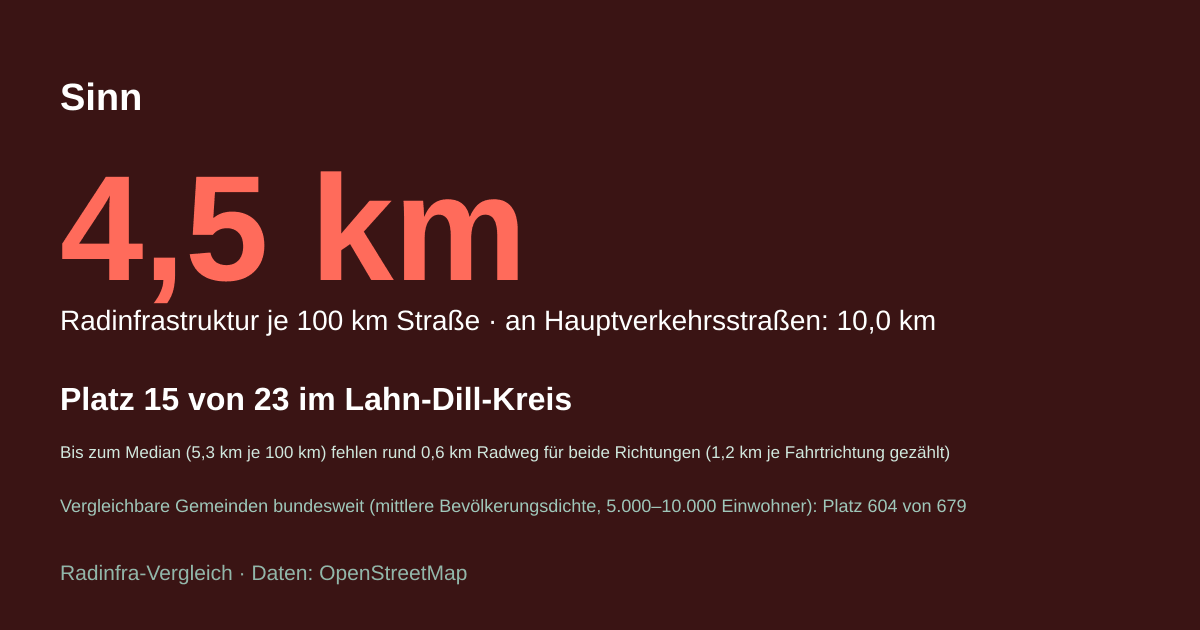 Sinn
4,5 km
Radinfrastruktur je 100 km Straße · an Hauptverkehrsstraßen: 10,0 km
Platz 15 von 23 im Lahn-Dill-Kreis
Bis zum Median (5,3 km je 100 km) fehlen rund 0,6 km Radweg für beide Richtungen (1,2 km je Fahrtrichtung gezählt)
Vergleichbare Gemeinden bundesweit (mittlere Bevölkerungsdichte, 5.000–10.000 Einwohner): Platz 604 von 679
Radinfra-Vergleich · Daten: OpenStreetMap